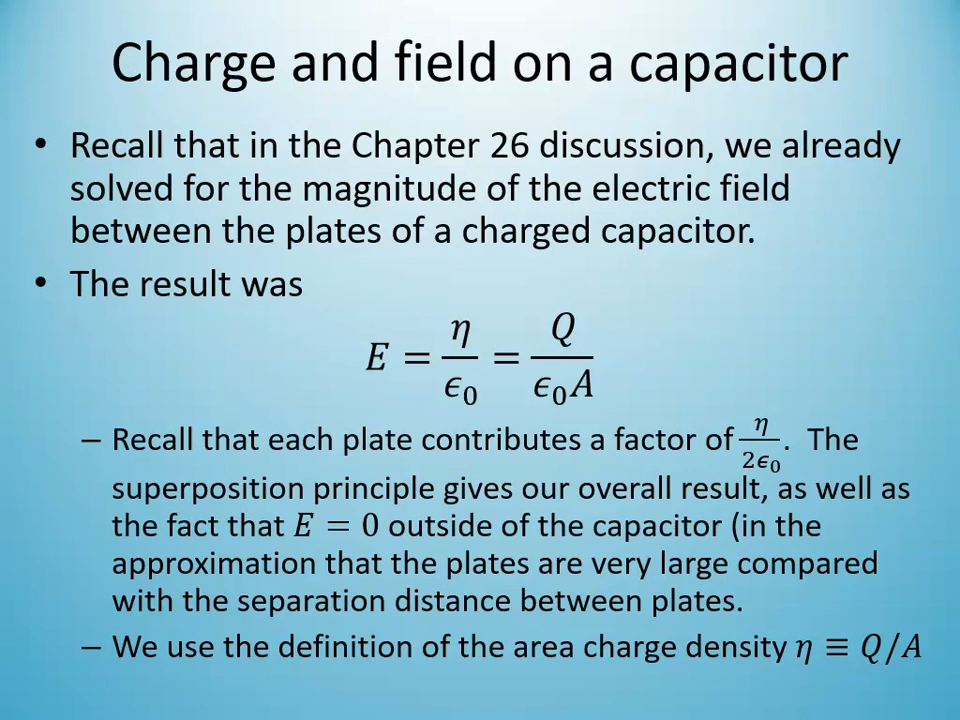 Charge and field on a capacitor
• Recall that in the Chapter 26 discussion, we already
solved for the magnitude of the electric field
between the plates of a charged capacitor.
• The result was
E = η/ϵ₀ = Q/ϵ₀A
– Recall that each plate contributes a factor of η/2ϵ₀. The
superposition principle gives our overall result, as well as
the fact that E = 0 outside of the capacitor (in the
approximation that the plates are very large compared
with the separation distance between plates.
– We use the definition of the area charge density η ≡ Q/A